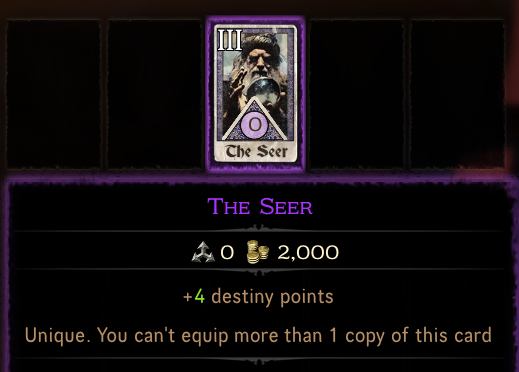 III
O
The Seer
The Seer
0 2,000
+4 destiny points
Unique. You can't equip more than 1 copy of this card